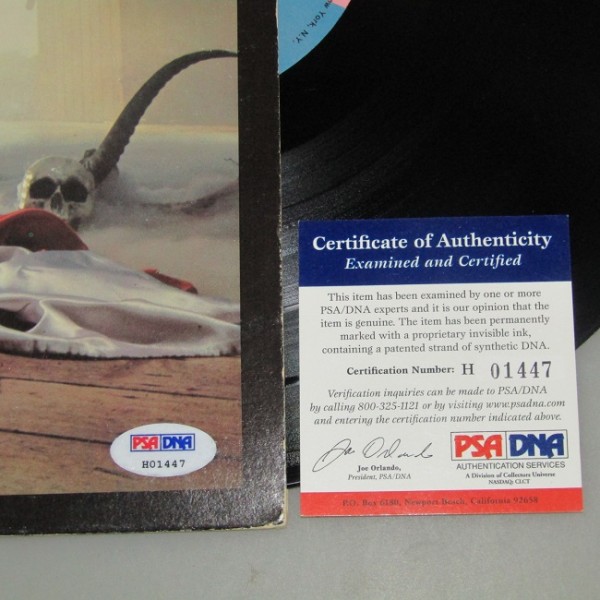 New York, N.Y.
Certificate of Authenticity
Examined and Certified
This item has been examined by one or more
PSA/DNA experts and it is our opinion that the
item is genuine. The item has been permanently
marked with a proprietary invisible ink,
containing a patented strand of synthetic DNA.
Certification Number: H 01447
Verification inquiries can be made to PSA/DNA
by calling 800-325-1121 or by visiting www.psadna.com
and entering the certification number indicated above.
Joe Orlando
Joe Orlando,
President, PSA/DNA
PSA DNA
AUTHENTICATION SERVICES
A Division of Collectors Universe
NASDAQ: CLCT
P.O. Box 6180, Newport Beach, California 92658
PSA DNA
H01447